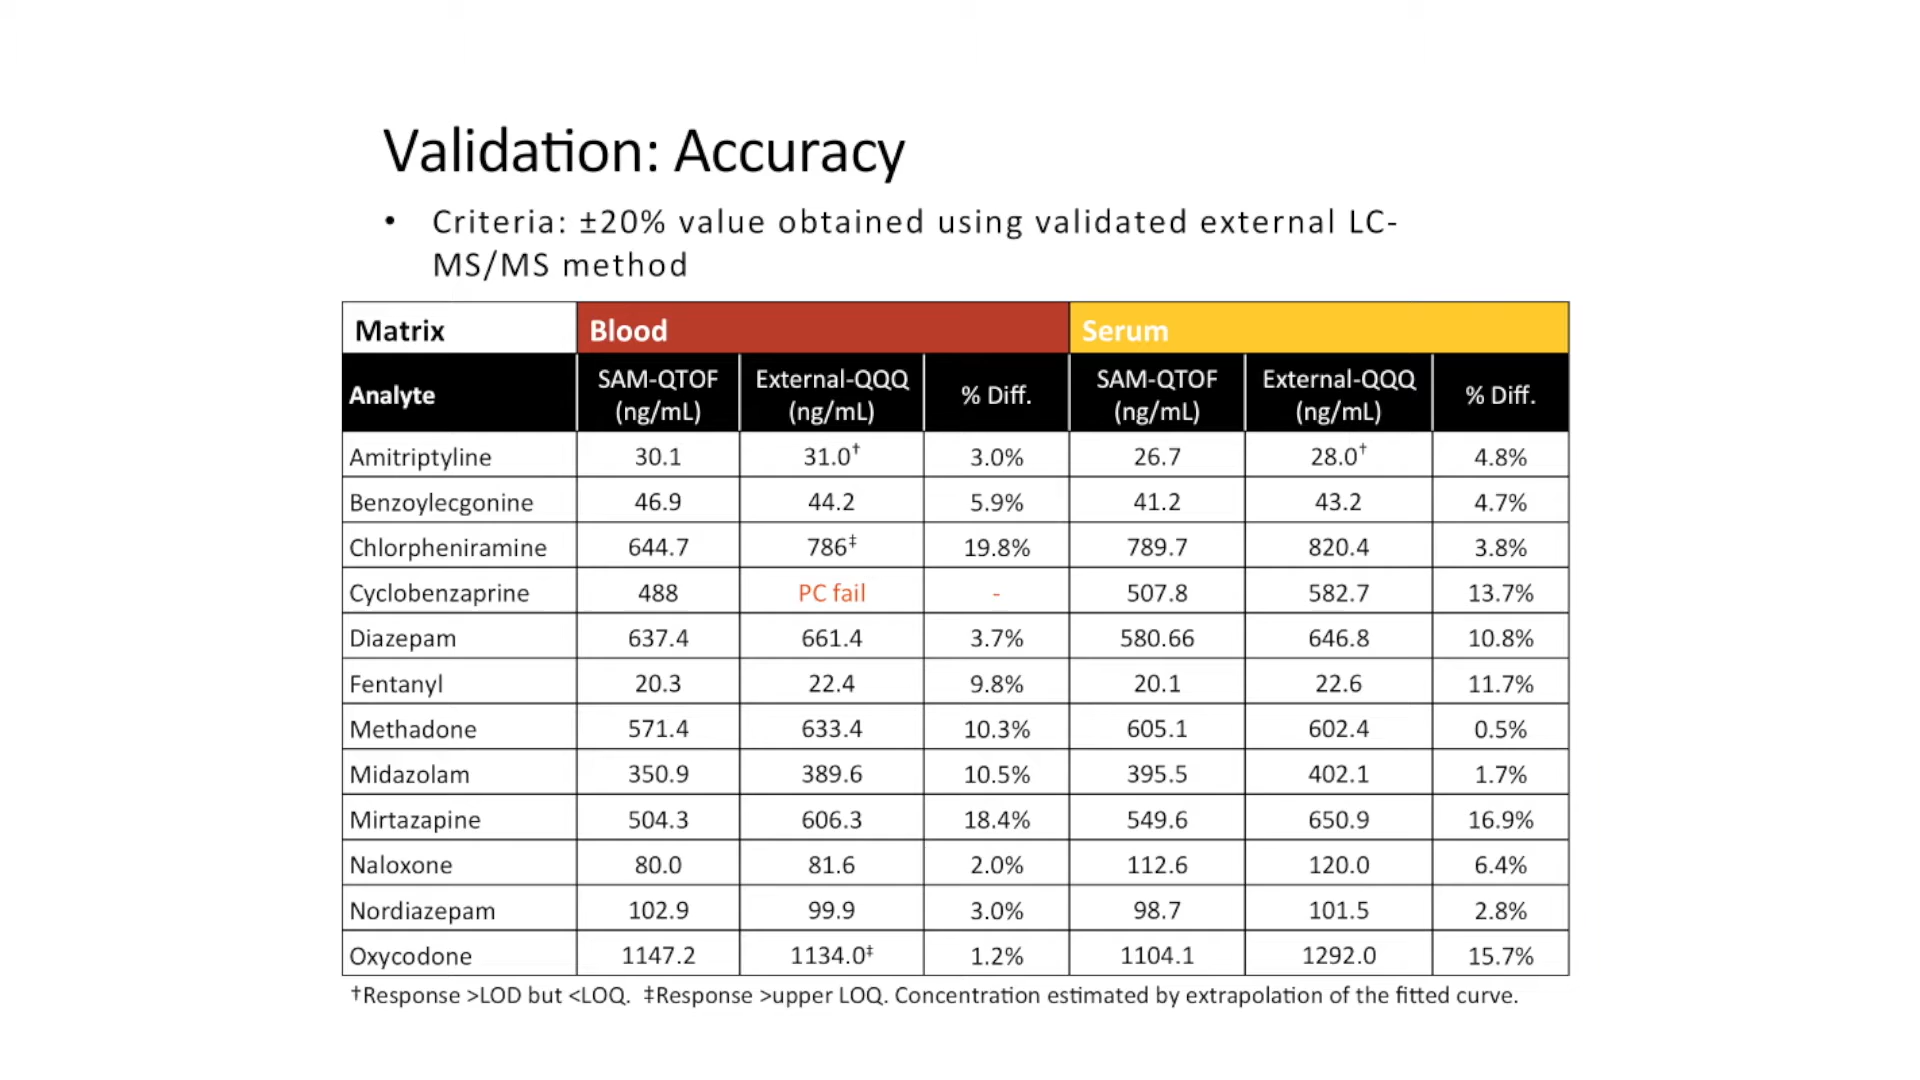 Validation: Accuracy
• Criteria: ±20% value obtained using validated external LC-
MS/MS method
Matrix Blood Serum
Analyte SAM-QTOF (ng/mL) External-QQQ (ng/mL) % Diff. SAM-QTOF (ng/mL) External-QQQ (ng/mL) % Diff.
Amitriptyline 30.1 31.0† 3.0% 26.7 28.0† 4.8%
Benzoylecgonine 46.9 44.2 5.9% 41.2 43.2 4.7%
Chlorpheniramine 644.7 786‡ 19.8% 789.7 820.4 3.8%
Cyclobenzaprine 488 PC fail - 507.8 582.7 13.7%
Diazepam 637.4 661.4 3.7% 580.66 646.8 10.8%
Fentanyl 20.3 22.4 9.8% 20.1 22.6 11.7%
Methadone 571.4 633.4 10.3% 605.1 602.4 0.5%
Midazolam 350.9 389.6 10.5% 395.5 402.1 1.7%
Mirtazapine 504.3 606.3 18.4% 549.6 650.9 16.9%
Naloxone 80.0 81.6 2.0% 112.6 120.0 6.4%
Nordiazepam 102.9 99.9 3.0% 98.7 101.5 2.8%
Oxycodone 1147.2 1134.0‡ 1.2% 1104.1 1292.0 15.7%
†Response >LOD but <LOQ. ‡Response >upper LOQ. Concentration estimated by extrapolation of the fitted curve.